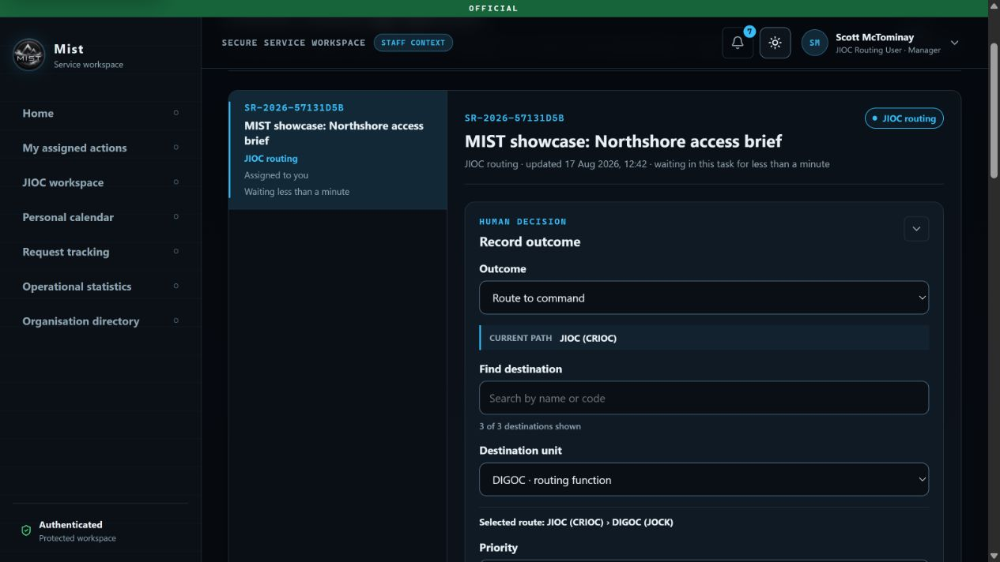 OFFICIAL
MIST
Mist
Service workspace
SECURE SERVICE WORKSPACE
STAFF CONTEXT
7
SM
Scott McTominay
JIOC Routing User · Manager
Home
My assigned actions
JIOC workspace
Personal calendar
Request tracking
Operational statistics
Organisation directory
Authenticated
Protected workspace
SR-2026-57131D5B
MIST showcase: Northshore access
brief
JIOC routing
Assigned to you
Waiting less than a minute
SR-2026-57131D5B
JIOC routing
MIST showcase: Northshore access brief
JIOC routing · updated 17 Aug 2026, 12:42 · waiting in this task for less than a minute
HUMAN DECISION
Record outcome
Outcome
Route to command
CURRENT PATH JIOC (CRIOC)
Find destination
Search by name or code
3 of 3 destinations shown
Destination unit
DIGOC · routing function
Selected route: JIOC (CRIOC) › DIGOC (JOCK)
Priority